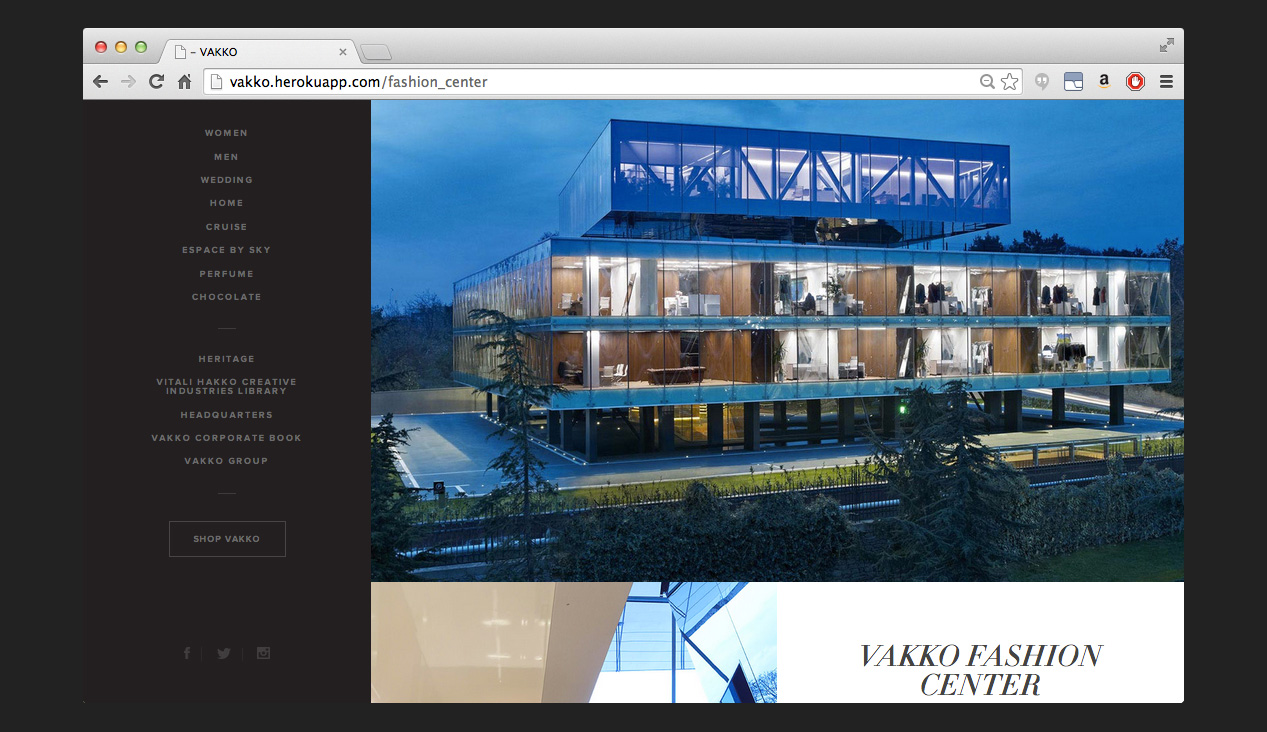 – VAKKO
vakko.herokuapp.com/fashion_center
a
WOMEN
MEN
WEDDING
HOME
CRUISE
ESPACE BY SKY
PERFUME
CHOCOLATE
HERITAGE
VITALI HAKKO CREATIVE
INDUSTRIES LIBRARY
HEADQUARTERS
VAKKO CORPORATE BOOK
VAKKO GROUP
SHOP VAKKO
VAKKO FASHION
CENTER